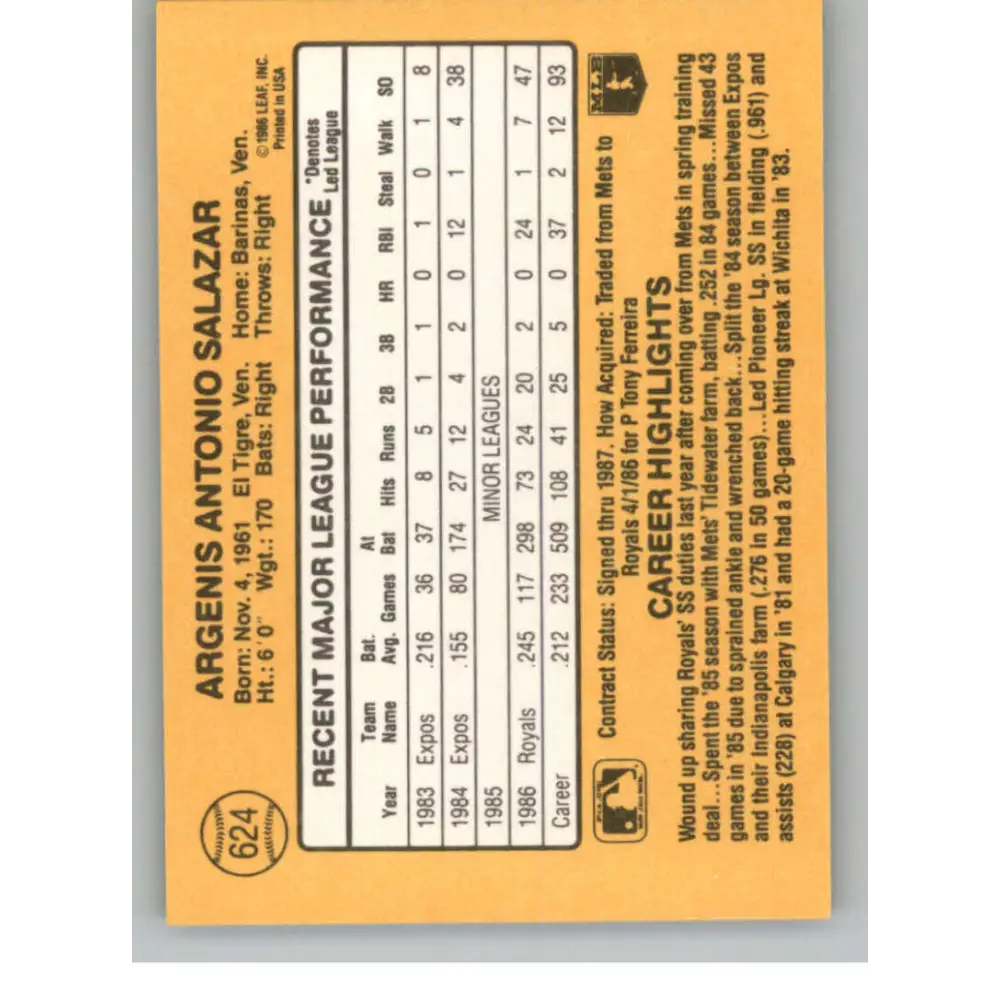 624
ARGENIS ANTONIO SALAZAR
Born: Nov. 4, 1961 El Tigre, Ven. Home: Barinas, Ven.
Ht.: 6'0" Wgt.: 170 Bats: Right Throws: Right
©1986 LEAF, INC.
Printed in USA
RECENT MAJOR LEAGUE PERFORMANCE *Denotes Led League
Year Team Name Bat. Avg. Games At Bat Hits Runs 2B 3B HR RBI Steal Walk SO
1983 Expos .216 36 37 8 5 1 1 0 1 0 1 8
1984 Expos .155 80 174 27 12 4 2 0 12 1 4 38
1985 MINOR LEAGUES
1986 Royals .245 117 298 73 24 20 2 0 24 1 7 47
Career .212 233 509 108 41 25 5 0 37 2 12 93
Contract Status: Signed thru 1987. How Acquired: Traded from Mets to
Royals 4/1/86 for P Tony Ferreira
MLB
CAREER HIGHLIGHTS
Wound up sharing Royals' SS duties last year after coming over from Mets in spring training
deal...Spent the '85 season with Mets' Tidewater farm, batting .252 in 84 games...Missed 43
games in '85 due to sprained ankle and wrenched back...Split the '84 season between Expos
and their Indianapolis farm (.276 in 50 games)...Led Pioneer Lg. SS in fielding (.961) and
assists (228) at Calgary in '81 and had a 20-game hitting streak at Wichita in '83.